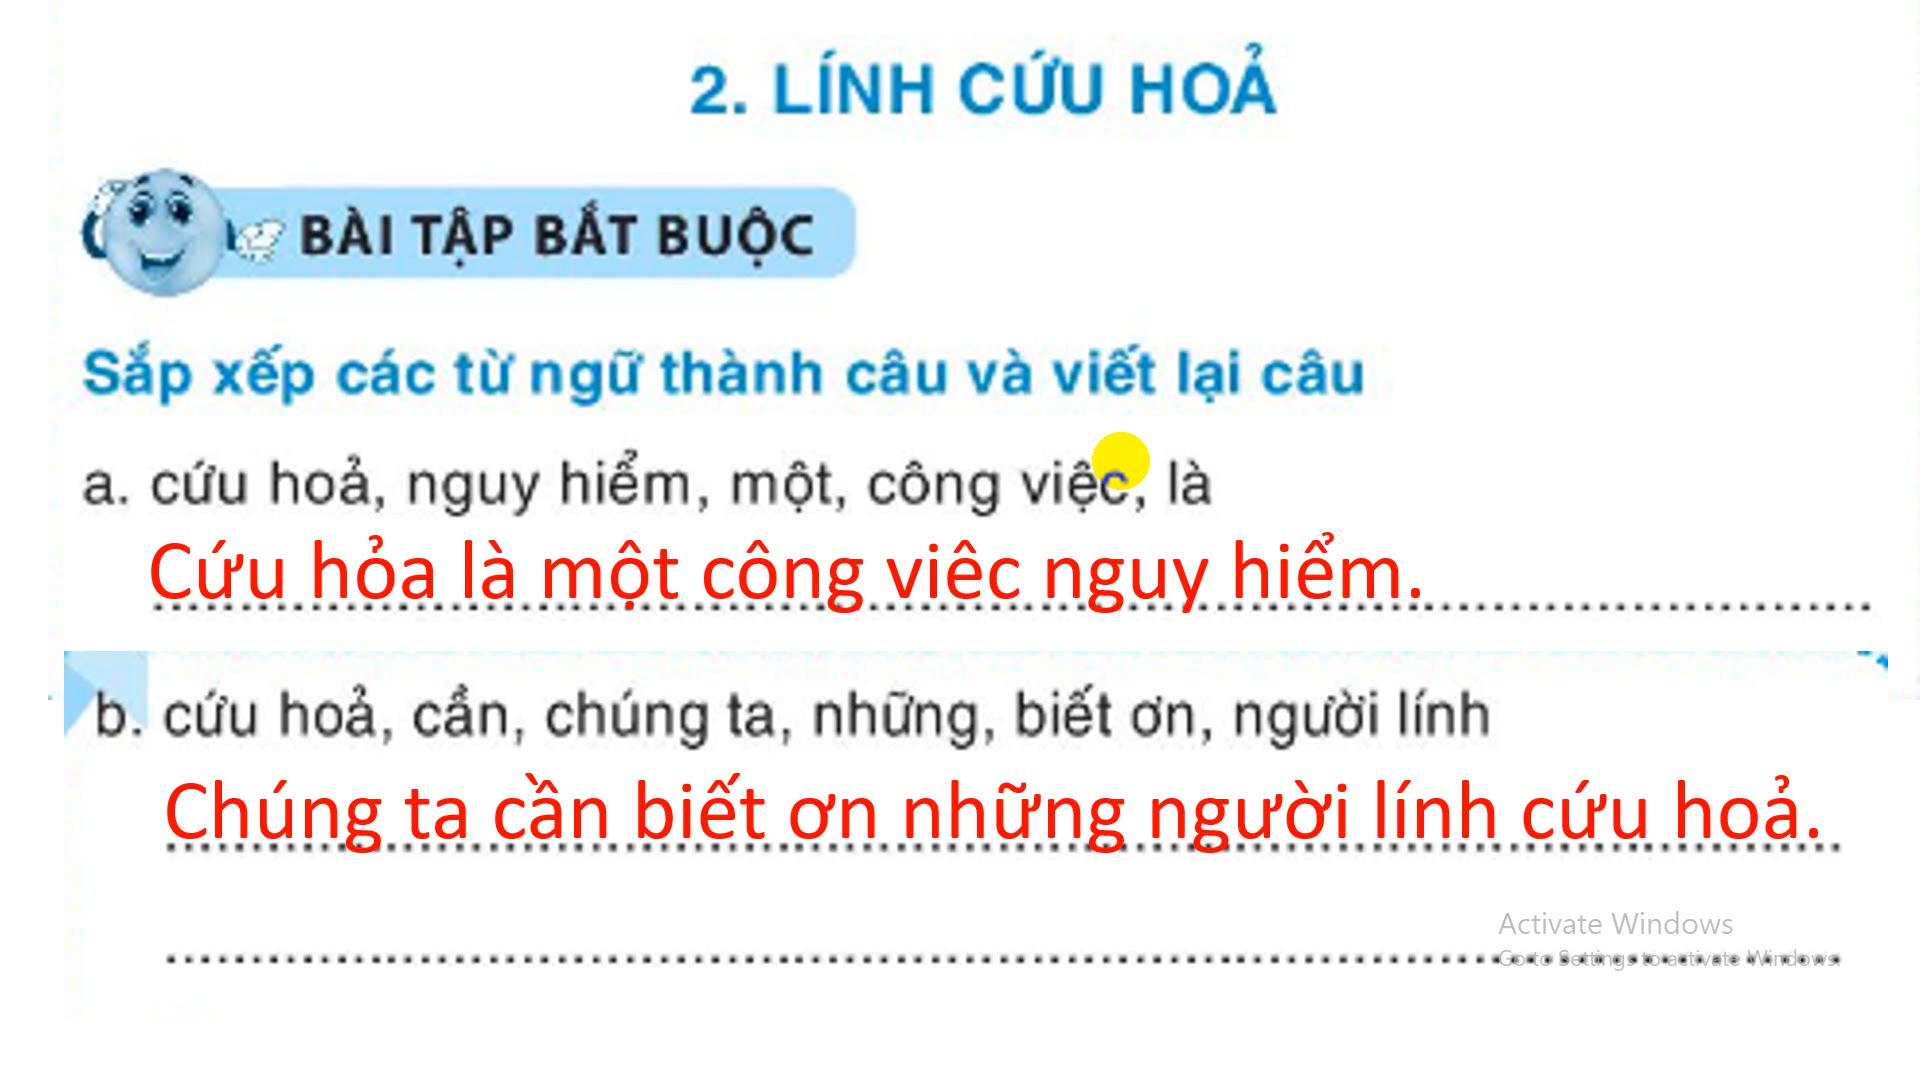 2. LÍNH CỨU HOẢ
BÀI TẬP BẮT BUỘC
Sắp xếp các từ ngữ thành câu và viết lại câu
a. cứu hoả, nguy hiểm, một, công việc, là
Cứu hỏa là một công viêc nguy hiểm.
b. cứu hoả, cần, chúng ta, những, biết ơn, người lính
Chúng ta cần biết ơn những người lính cứu hoả.
Activate Windows
Go to Settings to activate Windows.